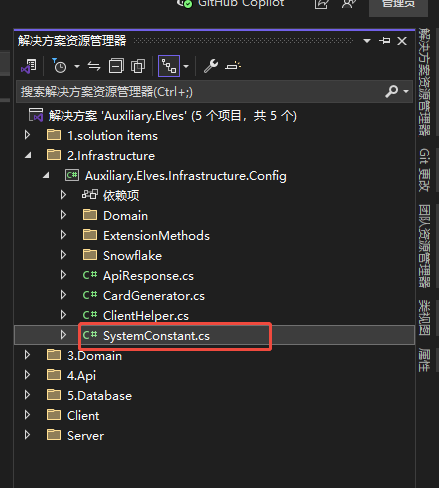 GitHub Copilot
管理员
解决方案资源管理器
搜索解决方案资源管理器(Ctrl+;)
解决方案 'Auxiliary.Elves' (5 个项目，共 5 个)
1.solution items
2.Infrastructure
Auxiliary.Elves.Infrastructure.Config
依赖项
Domain
ExtensionMethods
Snowflake
ApiResponse.cs
CardGenerator.cs
ClientHelper.cs
SystemConstant.cs
3.Domain
4.Api
5.Database
Client
Server
解决方案资源管理器
Git 更改
团队资源管理器
类视图
属性